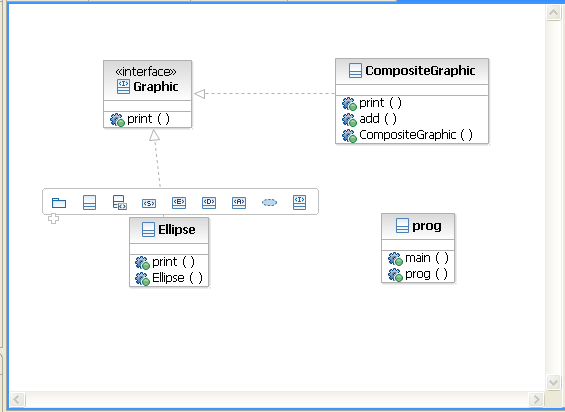 «interface»
Graphic
print ( )
CompositeGraphic
print ( )
add ( )
CompositeGraphic ( )
<S>
<E>
<D>
<A>
<I>
Ellipse
print ( )
Ellipse ( )
prog
main ( )
prog ( )